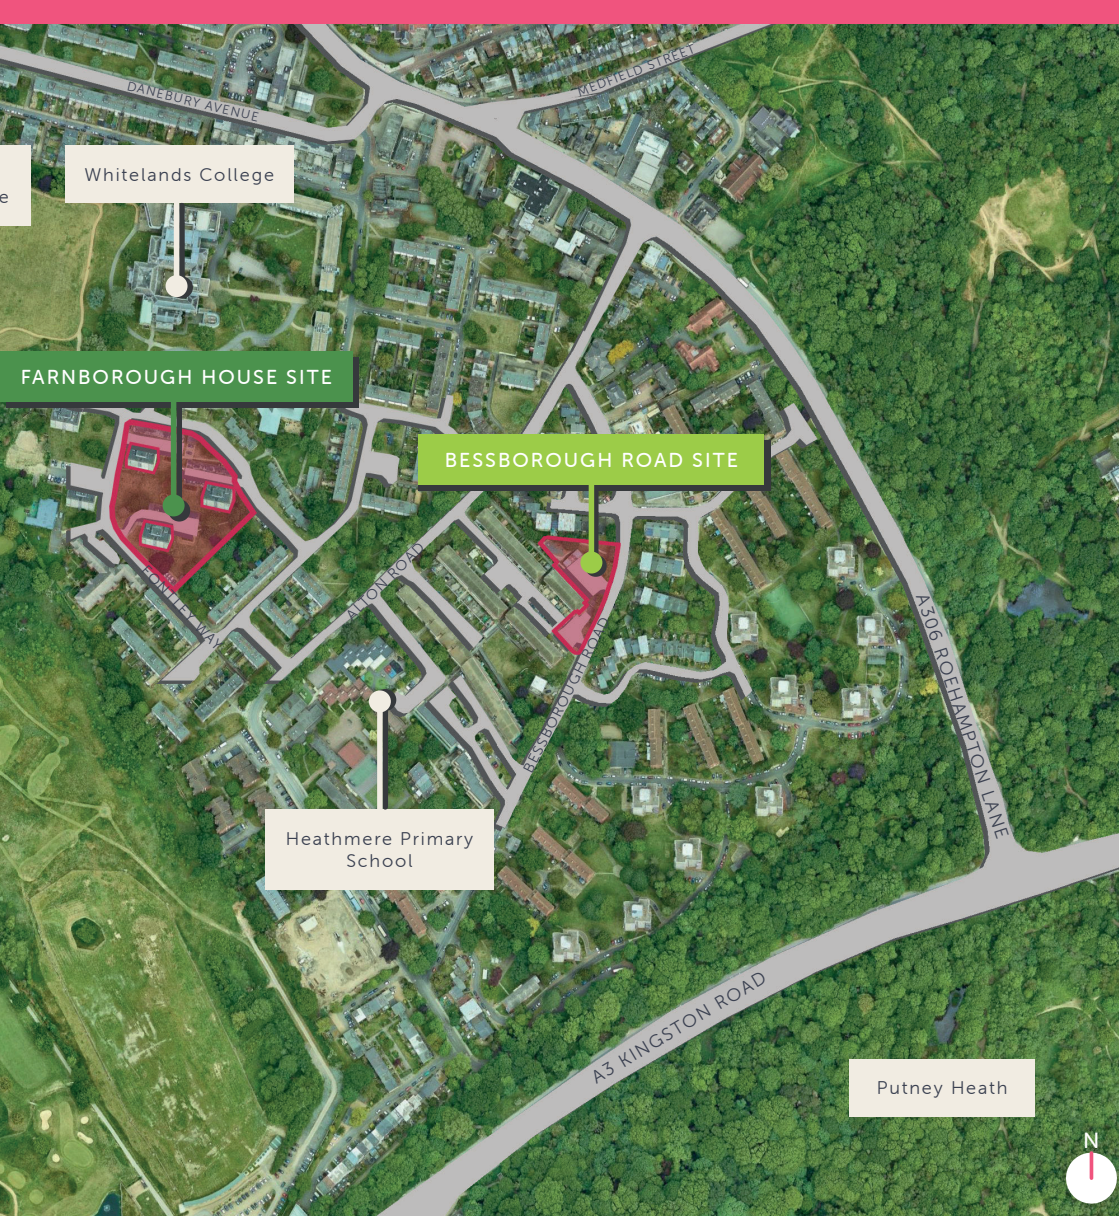 MEDFIELD STREET
DANEBURY AVENUE
Whitelands College
e
FARNBOROUGH HOUSE SITE
BESSBOROUGH ROAD SITE
FONTLEY WAY
ALTON ROAD
BESSBOROUGH ROAD
A306 ROEHAMPTON LANE
Heathmere Primary
School
A3 KINGSTON ROAD
Putney Heath
N